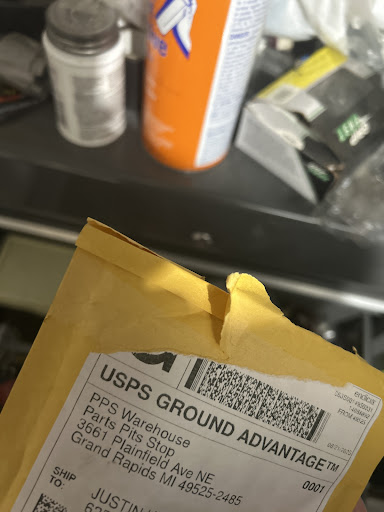 USPS GROUND ADVANTAGE™
PPS Warehouse
Parts Pits Stop
3661 Plainfield Ave NE
Grand Rapids MI 49525-2485
0001
SHIP
TO:
JUSTIN